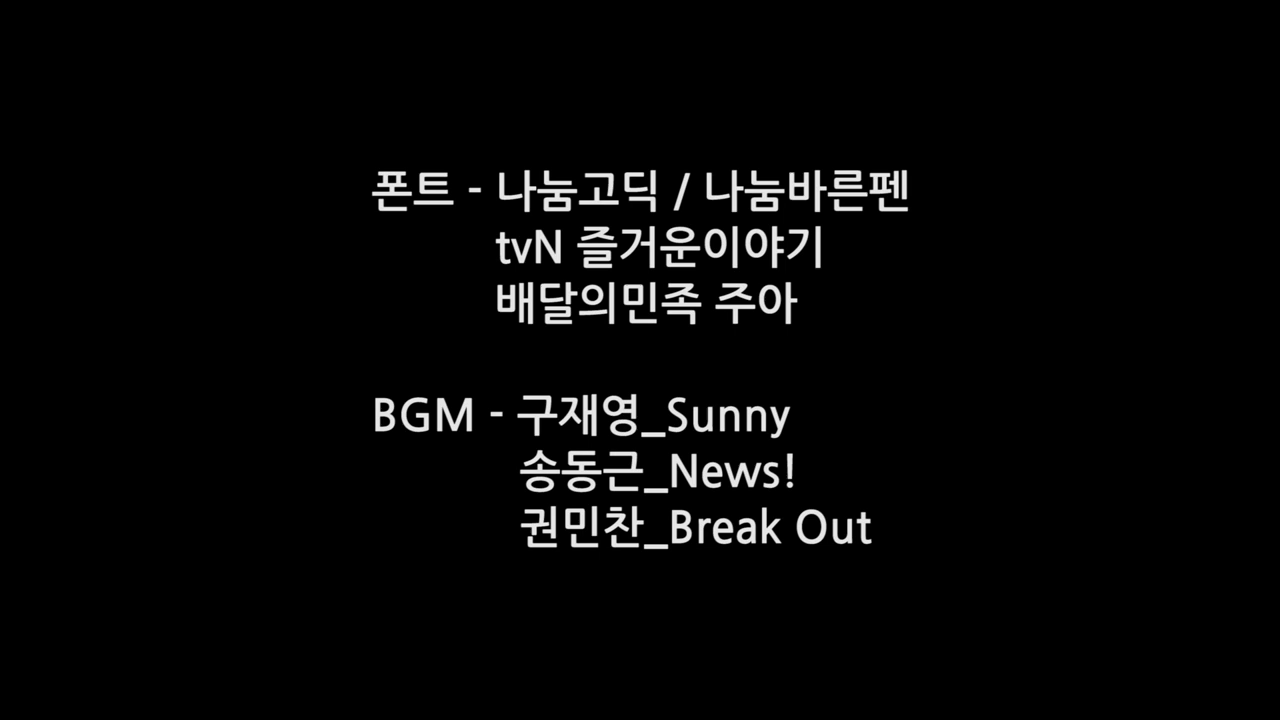 폰트 - 나눔고딕 / 나눔바른펜
tvN 즐거운이야기
배달의민족 주아
BGM - 구재영_Sunny
송동근_News!
권민찬_Break Out